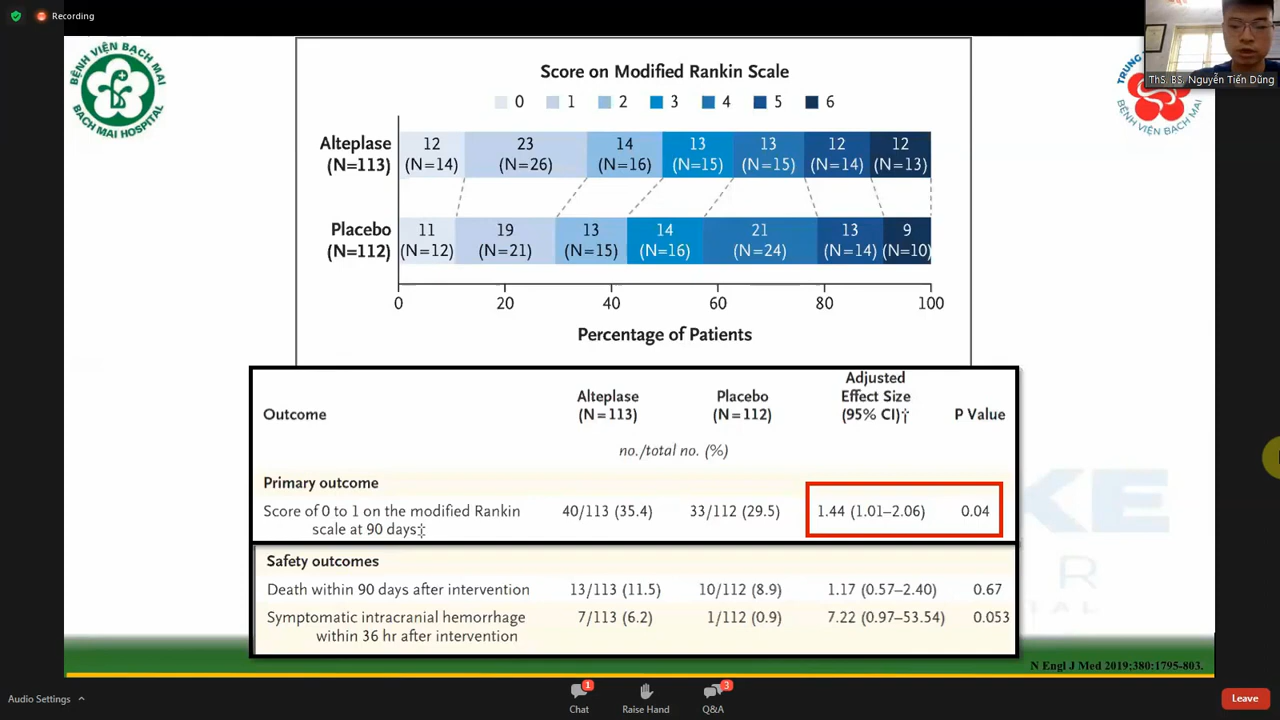 Recording
BỆNH VIỆN BẠCH MAI
BACH MAI HOSPITAL
ThS. BS. Nguyễn Tiến Dũng
TRUNG
BỆNH VIỆN BẠCH MAI
Score on Modified Rankin Scale
0 1 2 3 4 5 6
Alteplase (N=113)
12 (N=14) 23 (N=26) 14 (N=16) 13 (N=15) 13 (N=15) 12 (N=14) 12 (N=13)
Placebo (N=112)
11 (N=12) 19 (N=21) 13 (N=15) 14 (N=16) 21 (N=24) 13 (N=14) 9 (N=10)
0 20 40 60 80 100
Percentage of Patients
Outcome
Alteplase (N=113)
Placebo (N=112)
Adjusted Effect Size (95% CI)†
P Value
no./total no. (%)
Primary outcome
Score of 0 to 1 on the modified Rankin
scale at 90 days‡
40/113 (35.4) 33/112 (29.5) 1.44 (1.01–2.06) 0.04
Safety outcomes
Death within 90 days after intervention 13/113 (11.5) 10/112 (8.9) 1.17 (0.57–2.40) 0.67
Symptomatic intracranial hemorrhage
within 36 hr after intervention
7/113 (6.2) 1/112 (0.9) 7.22 (0.97–53.54) 0.053
N Engl J Med 2019;380:1795-803.
Audio Settings
1
Chat
Raise Hand
3
Q&A
Leave